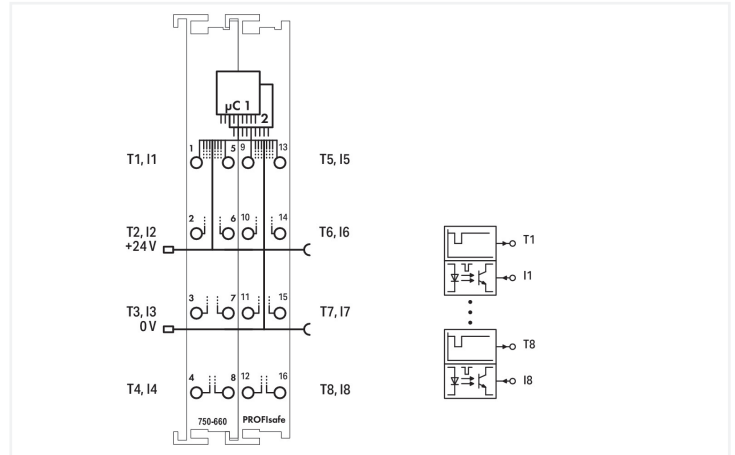 µC 1
2
1 5 9 13
T1, I1 T5, I5
2 6 10 14
T2, I2 T6, I6
+24 V
3 7 11 15
T3, I3 T7, I7
0 V
4 8 12 16
T4, I4 T8, I8
750-660 PROFIsafe
T1
I1
T8
I8